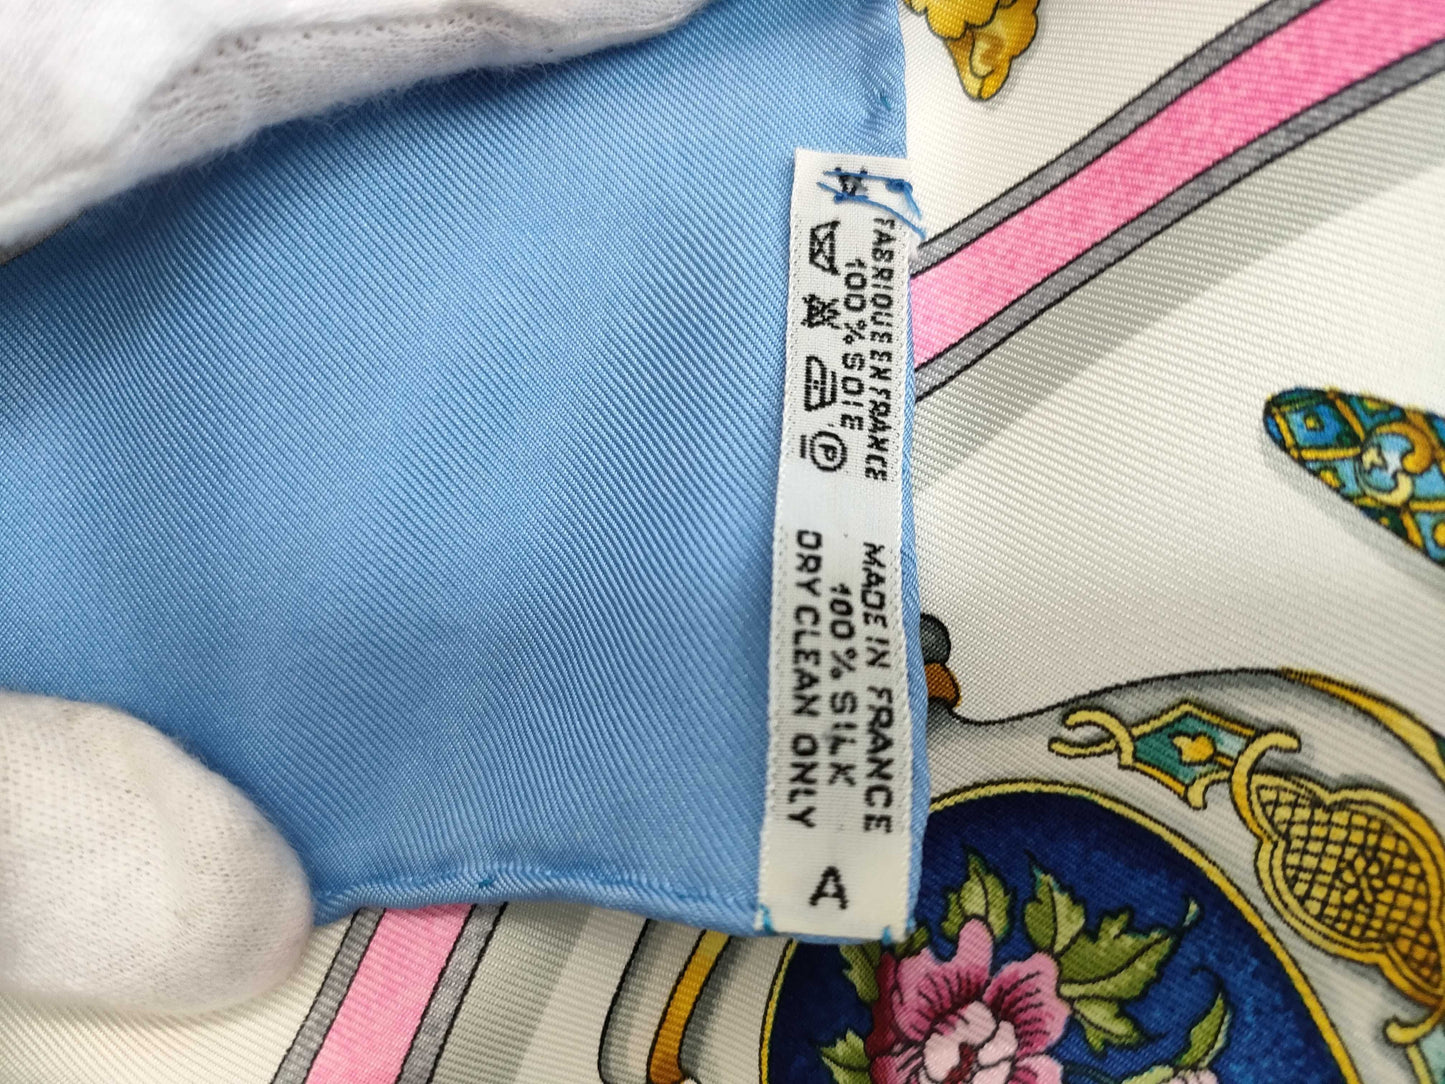 FABRIQUE EN FRANCE
100% SOIE
P
MADE IN FRANCE
100% SILK
DRY CLEAN ONLY
A